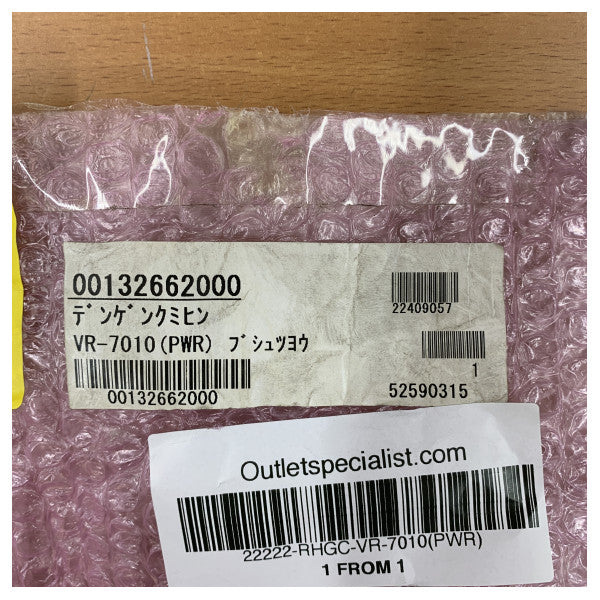 00132662000
ﾃﾞﾝｹﾞﾝｸﾐﾋﾝ
VR-7010(PWR) ﾌﾞｼｭﾂﾖｳ
00132662000
22409057
1
52590315
Outletspecialist.com
22222-RHGC-VR-7010(PWR)
1 FROM 1